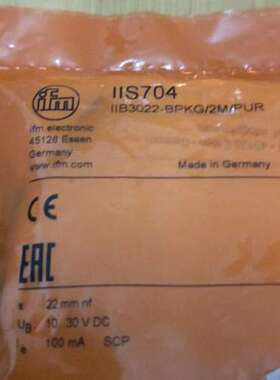 ifm
IIS704
IIB3022-BPKG/2M/PUR
ifm electronic
45128 Essen
Germany
www.ifm.com
Made in Germany
CE
EAC
s 22 mm nf
UB 10...30 V DC
Ie 100 mA SCP